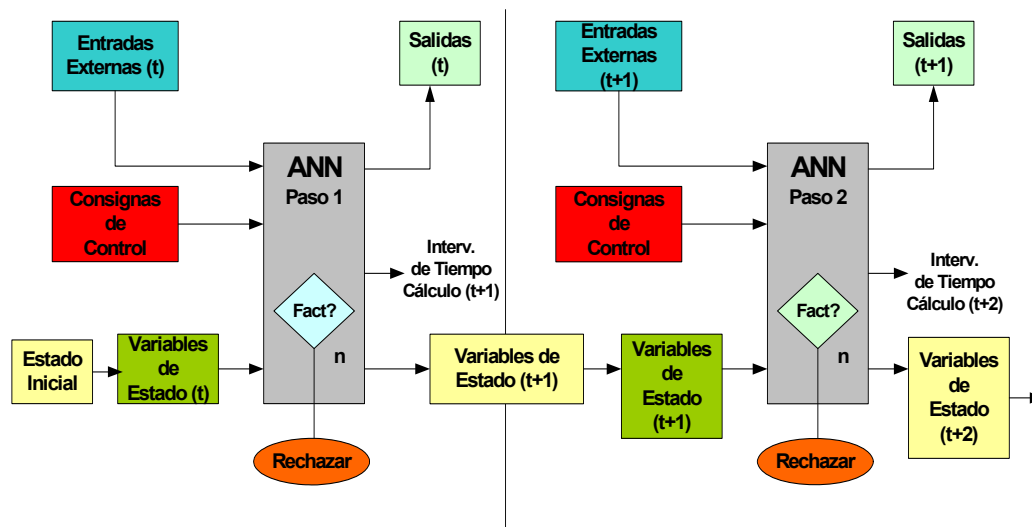 Entradas
Externas (t)
Salidas
(t)
ANN
Paso 1
Consignas
de
Control
Interv.
de Tiempo
Cálculo (t+1)
Fact?
n
Estado
Inicial
Variables
de
Estado (t)
Variables de
Estado (t+1)
Rechazar
Entradas
Externas
(t+1)
Salidas
(t+1)
ANN
Paso 2
Consignas
de
Control
Interv.
de Tiempo
Cálculo (t+2)
Fact?
n
Variables
de
Estado
(t+1)
Variables
de
Estado
(t+2)
Rechazar